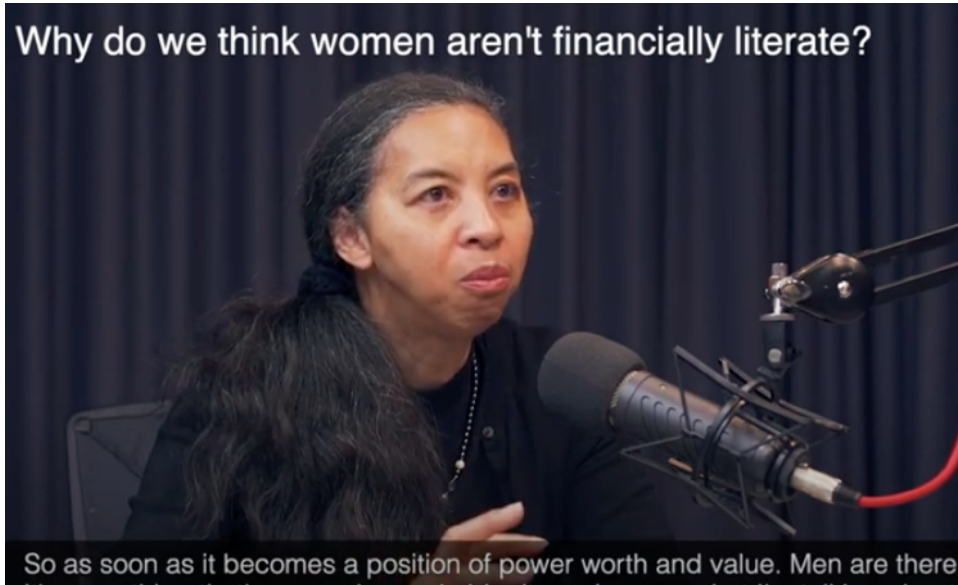 Why do we think women aren't financially literate?
So as soon as it becomes a position of power worth and value. Men are there